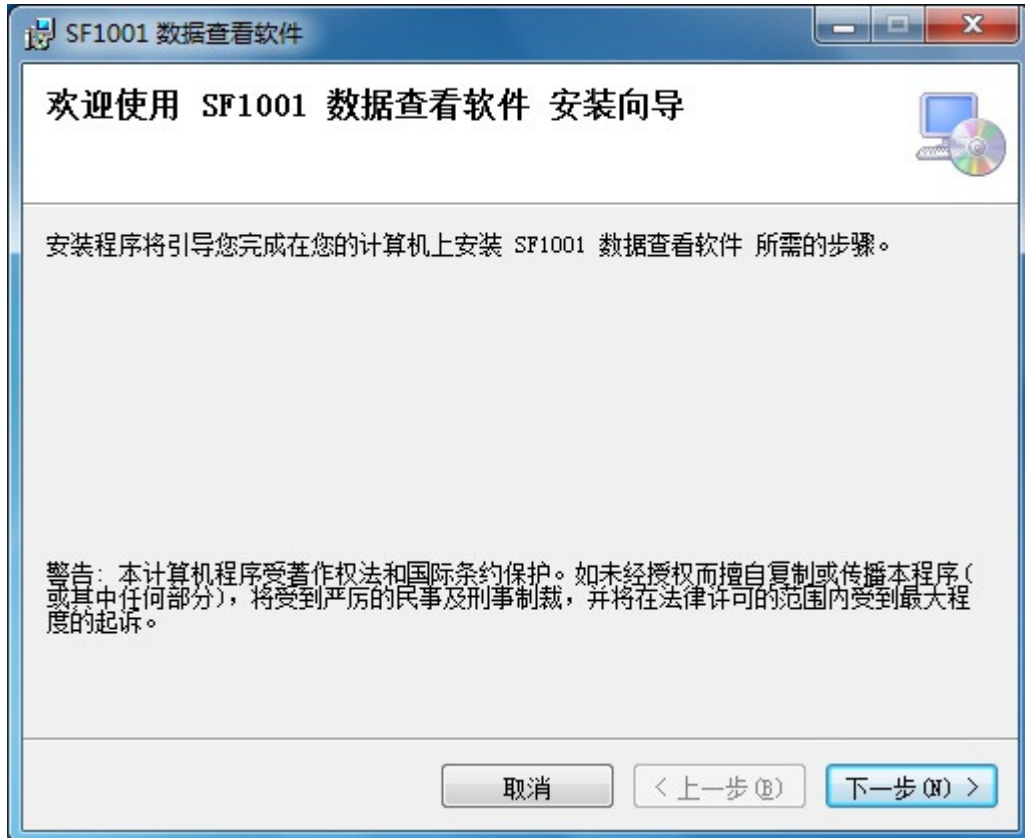 SF1001 数据查看软件
欢迎使用 SF1001 数据查看软件 安装向导
安装程序将引导您完成在您的计算机上安装 SF1001 数据查看软件 所需的步骤。
警告: 本计算机程序受著作权法和国际条约保护。如未经授权而擅自复制或传播本程序(
或其中任何部分)，将受到严厉的民事及刑事制裁，并将在法律许可的范围内受到最大程
度的起诉。
取消 < 上一步(B) 下一步(N) >